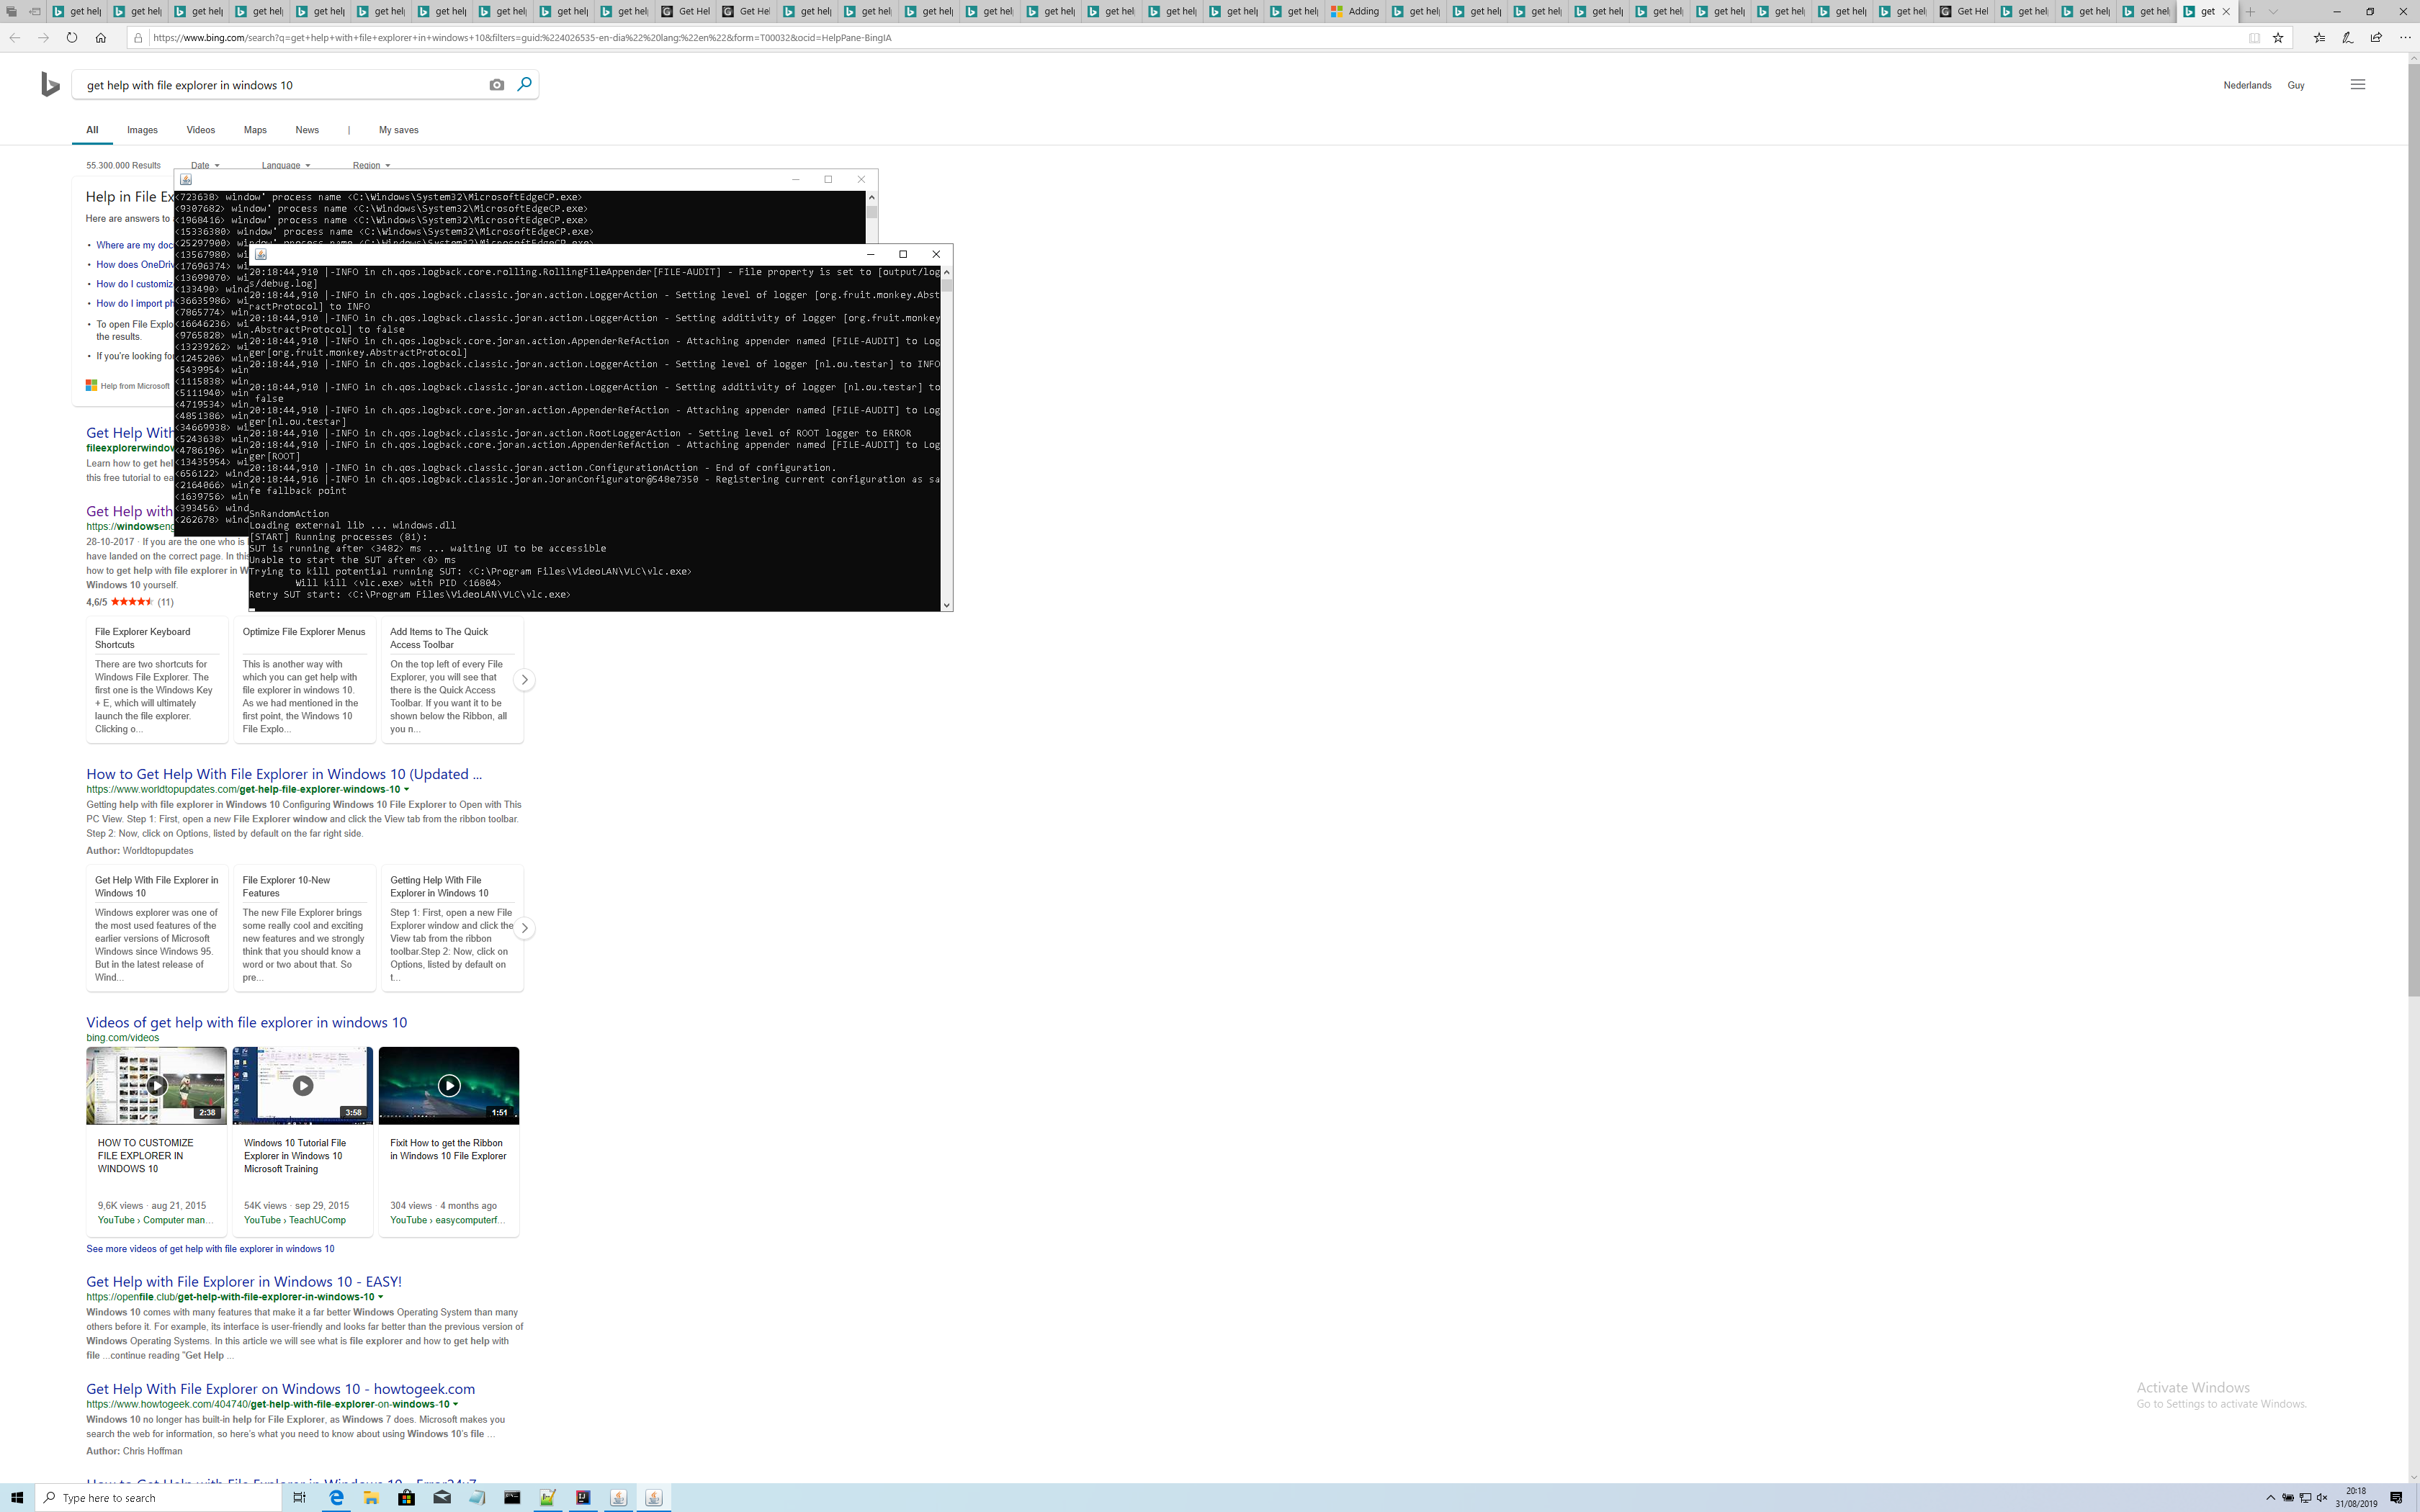 get help get help get help get help get help get help get help get help get help get help Get Hel Get Hel get help get help get help get help get help get help get help get help get help Adding get help get help get help get help get help get help get help get help get help Get Hel get help get help get help get
https://www.bing.com/search?q=get+help+with+file+explorer+in+windows+10&filters=guid:%224026535-en-dia%22%20lang:%22en%22&form=T00032&ocid=HelpPane-BingIA
get help with file explorer in windows 10
Nederlands Guy
All Images Videos Maps News | My saves
55.300.000 Results Date Language Region
Help in File Ex
Here are answers to
• Where are my doc
• How does OneDriv
• How do I customiz
• How do I import ph
• To open File Explo
the results.
• If you're looking for
Help from Microsoft
<723638> window' process name <C:\Windows\System32\MicrosoftEdgeCP.exe>
<9307682> window' process name <C:\Windows\System32\MicrosoftEdgeCP.exe>
<1968416> window' process name <C:\Windows\System32\MicrosoftEdgeCP.exe>
<15336380> window' process name <C:\Windows\System32\MicrosoftEdgeCP.exe>
<25297900> window' process name <C:\Windows\System32\MicrosoftEdgeCP.exe>
<13567980> wi
<17696374> wi
<13699070> wi
<133490> wind
<36635986> wi
<7865774> win
<16646236> wi
<9765828> win
<13239262> wi
<1245206> win
<5439954> win
<1115838> win
<5111940> win
<4719534> win
<4851386> win
<34669938> wi
<5243638> win
<4786196> win
<13435954> wi
<656122> wind
<2164066> win
<1639756> win
<393456> wind
<262678> wind
20:18:44,910 |-INFO in ch.qos.logback.core.rolling.RollingFileAppender[FILE-AUDIT] - File property is set to [output/log
s/debug.log]
20:18:44,910 |-INFO in ch.qos.logback.classic.joran.action.LoggerAction - Setting level of logger [org.fruit.monkey.Abst
ractProtocol] to INFO
20:18:44,910 |-INFO in ch.qos.logback.classic.joran.action.LoggerAction - Setting additivity of logger [org.fruit.monkey
.AbstractProtocol] to false
20:18:44,910 |-INFO in ch.qos.logback.core.joran.action.AppenderRefAction - Attaching appender named [FILE-AUDIT] to Log
ger[org.fruit.monkey.AbstractProtocol]
20:18:44,910 |-INFO in ch.qos.logback.classic.joran.action.LoggerAction - Setting level of logger [nl.ou.testar] to INFO
20:18:44,910 |-INFO in ch.qos.logback.classic.joran.action.LoggerAction - Setting additivity of logger [nl.ou.testar] to
false
20:18:44,910 |-INFO in ch.qos.logback.core.joran.action.AppenderRefAction - Attaching appender named [FILE-AUDIT] to Log
ger[nl.ou.testar]
20:18:44,910 |-INFO in ch.qos.logback.classic.joran.action.RootLoggerAction - Setting level of ROOT logger to ERROR
20:18:44,910 |-INFO in ch.qos.logback.core.joran.action.AppenderRefAction - Attaching appender named [FILE-AUDIT] to Log
ger[ROOT]
20:18:44,910 |-INFO in ch.qos.logback.classic.joran.action.ConfigurationAction - End of configuration.
20:18:44,916 |-INFO in ch.qos.logback.classic.joran.JoranConfigurator@548e7350 - Registering current configuration as sa
fe fallback point
SnRandomAction
Loading external lib ... windows.dll
[START] Running processes (81):
SUT is running after <3482> ms ... waiting UI to be accessible
Unable to start the SUT after <0> ms
Trying to kill potential running SUT: <C:\Program Files\VideoLAN\VLC\vlc.exe>
Will kill <vlc.exe> with PID <16804>
Retry SUT start: <C:\Program Files\VideoLAN\VLC\vlc.exe>
Get Help With
fileexplorerwindow
Learn how to get hel
this free tutorial to ea
Get Help with
https://windowseng
28-10-2017 · If you are the one who is
have landed on the correct page. In this
how to get help with file explorer in W
Windows 10 yourself.
4,6/5 (11)
File Explorer Keyboard
Shortcuts
There are two shortcuts for
Windows File Explorer. The
first one is the Windows Key
+ E, which will ultimately
launch the file explorer.
Clicking o...
Optimize File Explorer Menus
This is another way with
which you can get help with
file explorer in windows 10.
As we had mentioned in the
first point, the Windows 10
File Explo...
Add Items to The Quick
Access Toolbar
On the top left of every File
Explorer, you will see that
there is the Quick Access
Toolbar. If you want it to be
shown below the Ribbon, all
you n...
How to Get Help With File Explorer in Windows 10 (Updated ...
https://www.worldtopupdates.com/get-help-file-explorer-windows-10
Getting help with file explorer in Windows 10 Configuring Windows 10 File Explorer to Open with This
PC View. Step 1: First, open a new File Explorer window and click the View tab from the ribbon toolbar.
Step 2: Now, click on Options, listed by default on the far right side.
Author: Worldtopupdates
Get Help With File Explorer in
Windows 10
Windows explorer was one of
the most used features of the
earlier versions of Microsoft
Windows since Windows 95.
But in the latest release of
Wind...
File Explorer 10-New
Features
The new File Explorer brings
some really cool and exciting
new features and we strongly
think that you should know a
word or two about that. So
pre...
Getting Help With File
Explorer in Windows 10
Step 1: First, open a new File
Explorer window and click the
View tab from the ribbon
toolbar.Step 2: Now, click on
Options, listed by default on
t...
Videos of get help with file explorer in windows 10
bing.com/videos
2:38 3:58 1:51
HOW TO CUSTOMIZE
FILE EXPLORER IN
WINDOWS 10
9,6K views · aug 21, 2015
YouTube › Computer man...
Windows 10 Tutorial File
Explorer in Windows 10
Microsoft Training
54K views · sep 29, 2015
YouTube › TeachUComp
Fixit How to get the Ribbon
in Windows 10 File Explorer
304 views · 4 months ago
YouTube › easycomputerf...
See more videos of get help with file explorer in windows 10
Get Help with File Explorer in Windows 10 - EASY!
https://openfile.club/get-help-with-file-explorer-in-windows-10
Windows 10 comes with many features that make it a far better Windows Operating System than many
others before it. For example, its interface is user-friendly and looks far better than the previous version of
Windows Operating Systems. In this article we will see what is file explorer and how to get help with
file ...continue reading "Get Help ...
Get Help With File Explorer on Windows 10 - howtogeek.com
https://www.howtogeek.com/404740/get-help-with-file-explorer-on-windows-10
Windows 10 no longer has built-in help for File Explorer, as Windows 7 does. Microsoft makes you
search the web for information, so here's what you need to know about using Windows 10's file ...
Author: Chris Hoffman
How to Get Help with File Explorer in Windows 10 - Error24x7
Activate Windows
Go to Settings to activate Windows.
Type here to search
20:18
31/08/2019